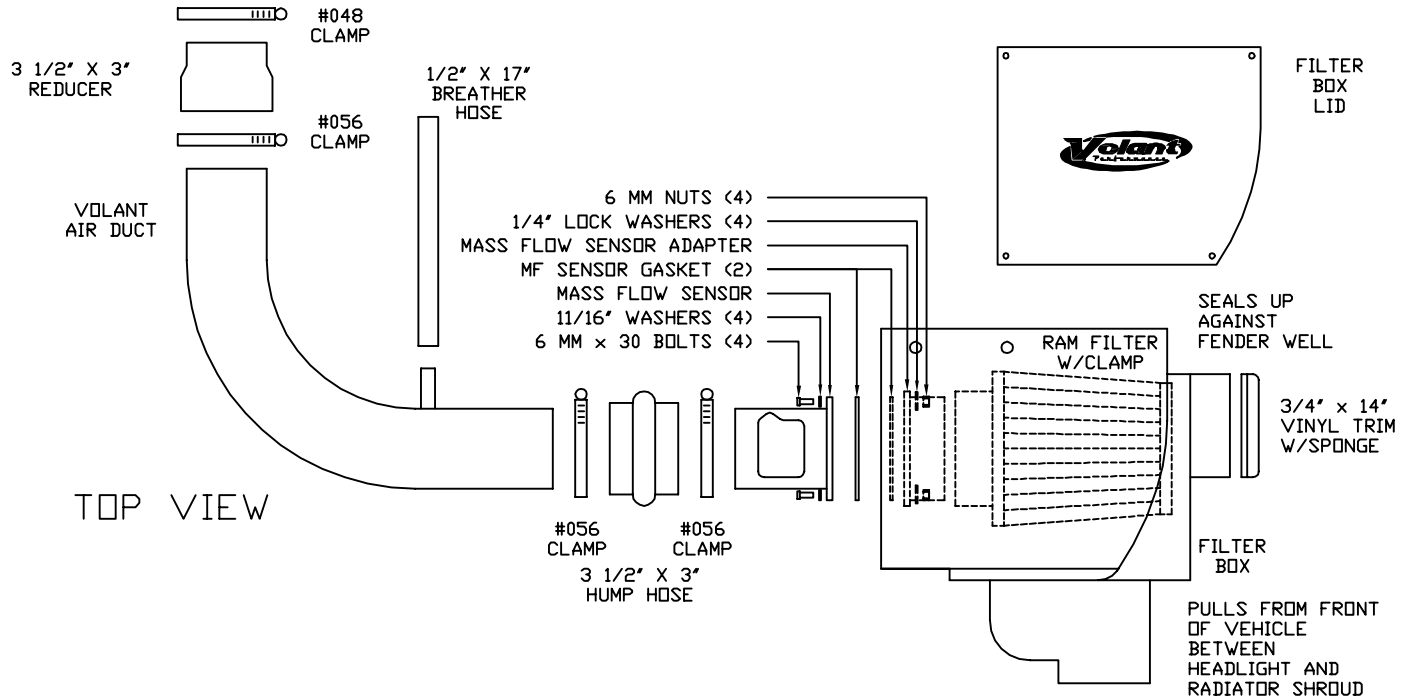 #048
CLAMP
3 1/2" X 3"
REDUCER
1/2" X 17"
BREATHER
HOSE
#056
CLAMP
VOLANT
AIR DUCT
FILTER
BOX
LID
Volant
Performance
6 MM NUTS (4)
1/4" LOCK WASHERS (4)
MASS FLOW SENSOR ADAPTER
MF SENSOR GASKET (2)
MASS FLOW SENSOR
11/16" WASHERS (4)
6 MM x 30 BOLTS (4)
SEALS UP
AGAINST
FENDER WELL
RAM FILTER
W/CLAMP
3/4" x 14"
VINYL TRIM
W/SPONGE
TOP VIEW
#056
CLAMP
#056
CLAMP
3 1/2" X 3"
HUMP HOSE
FILTER
BOX
PULLS FROM FRONT
OF VEHICLE
BETWEEN
HEADLIGHT AND
RADIATOR SHROUD